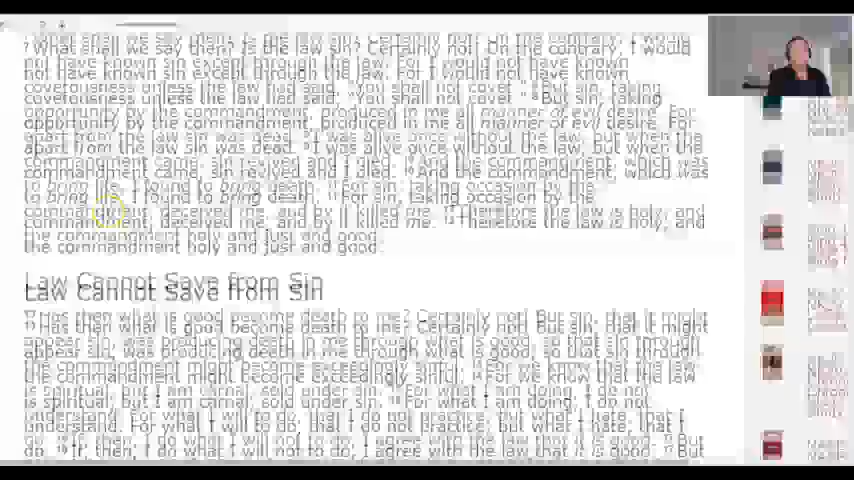 ⁷ What shall we say then? Is the law sin? Certainly not! On the contrary, I would
not have known sin except through the law. For I would not have known
covetousness unless the law had said, "You shall not covet." ⁸ But sin, taking
opportunity by the commandment, produced in me all manner of evil desire. For
apart from the law sin was dead. ⁹ I was alive once without the law, but when the
commandment came, sin revived and I died. ¹⁰ And the commandment, which was
to bring life, I found to bring death. ¹¹ For sin, taking occasion by the
commandment, deceived me, and by it killed me. ¹² Therefore the law is holy, and
the commandment holy and just and good.
Law Cannot Save from Sin
¹³ Has then what is good become death to me? Certainly not! But sin, that it might
appear sin, was producing death in me through what is good, so that sin through
the commandment might become exceedingly sinful. ¹⁴ For we know that the law
is spiritual, but I am carnal, sold under sin. ¹⁵ For what I am doing, I do not
understand. For what I will to do, that I do not practice; but what I hate, that I
do. ¹⁶ If, then, I do what I will not to do, I agree with the law that it is good. ¹⁷ But